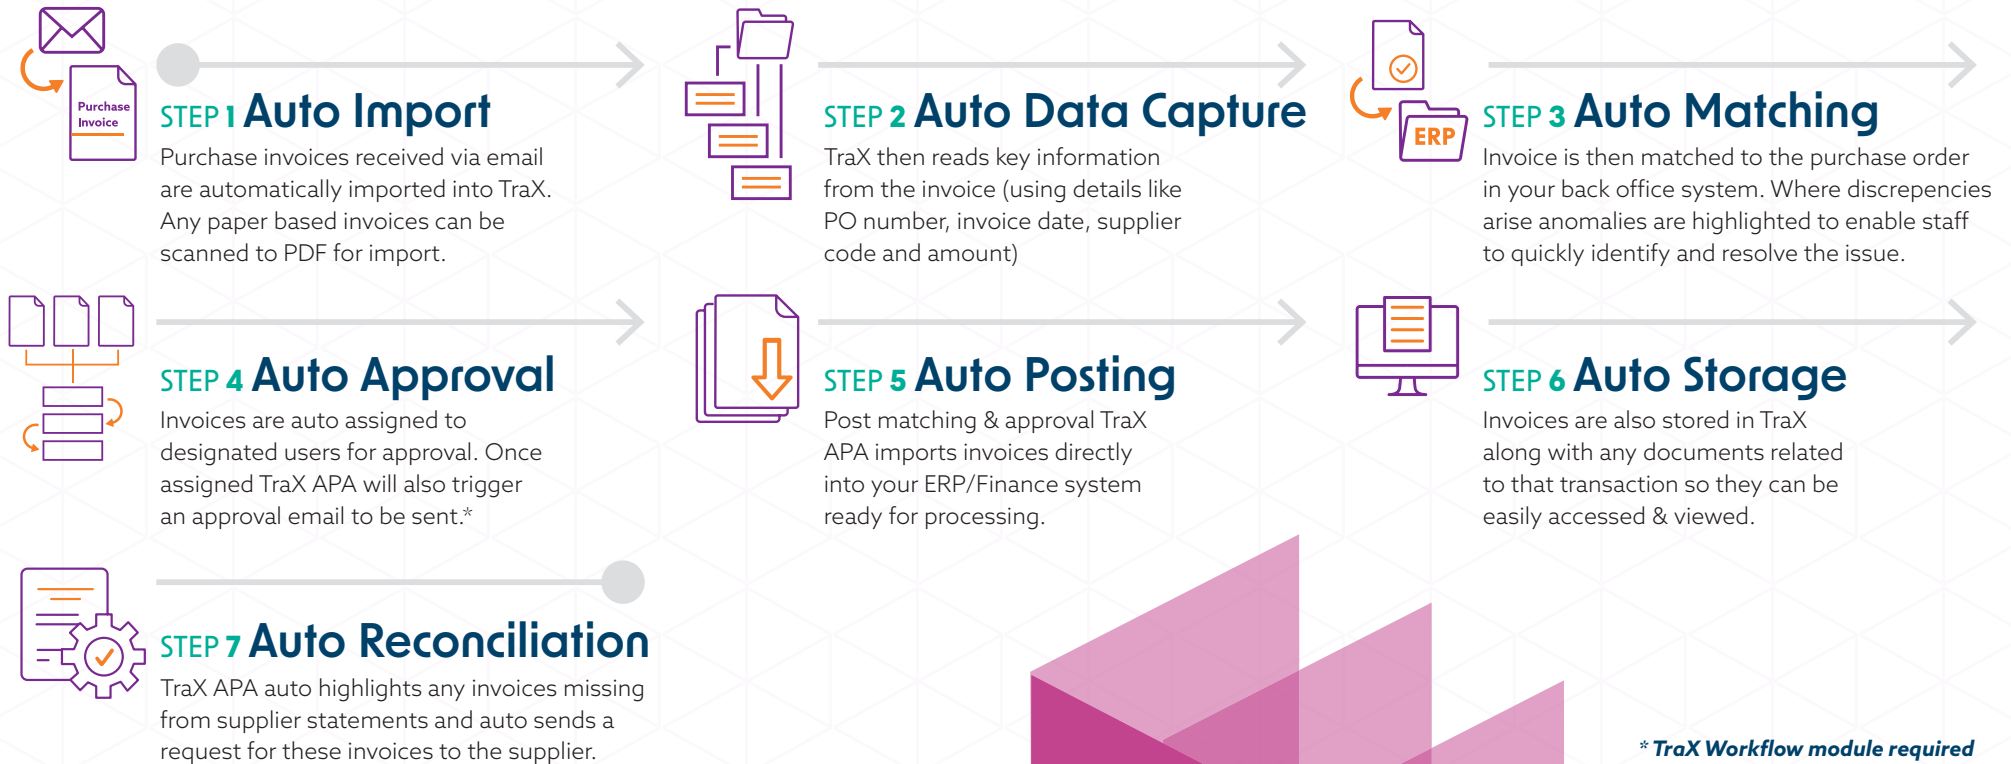 Purchase
Invoice
STEP 1 Auto Import
Purchase invoices received via email
are automatically imported into TraX.
Any paper based invoices can be
scanned to PDF for import.
STEP 2 Auto Data Capture
TraX then reads key information
from the invoice (using details like
PO number, invoice date, supplier
code and amount)
ERP
STEP 3 Auto Matching
Invoice is then matched to the purchase order
in your back office system. Where discrepencies
arise anomalies are highlighted to enable staff
to quickly identify and resolve the issue.
STEP 4 Auto Approval
Invoices are auto assigned to
designated users for approval. Once
assigned TraX APA will also trigger
an approval email to be sent.*
STEP 5 Auto Posting
Post matching & approval TraX
APA imports invoices directly
into your ERP/Finance system
ready for processing.
STEP 6 Auto Storage
Invoices are also stored in TraX
along with any documents related
to that transaction so they can be
easily accessed & viewed.
STEP 7 Auto Reconciliation
TraX APA auto highlights any invoices missing
from supplier statements and auto sends a
request for these invoices to the supplier.
* TraX Workflow module required